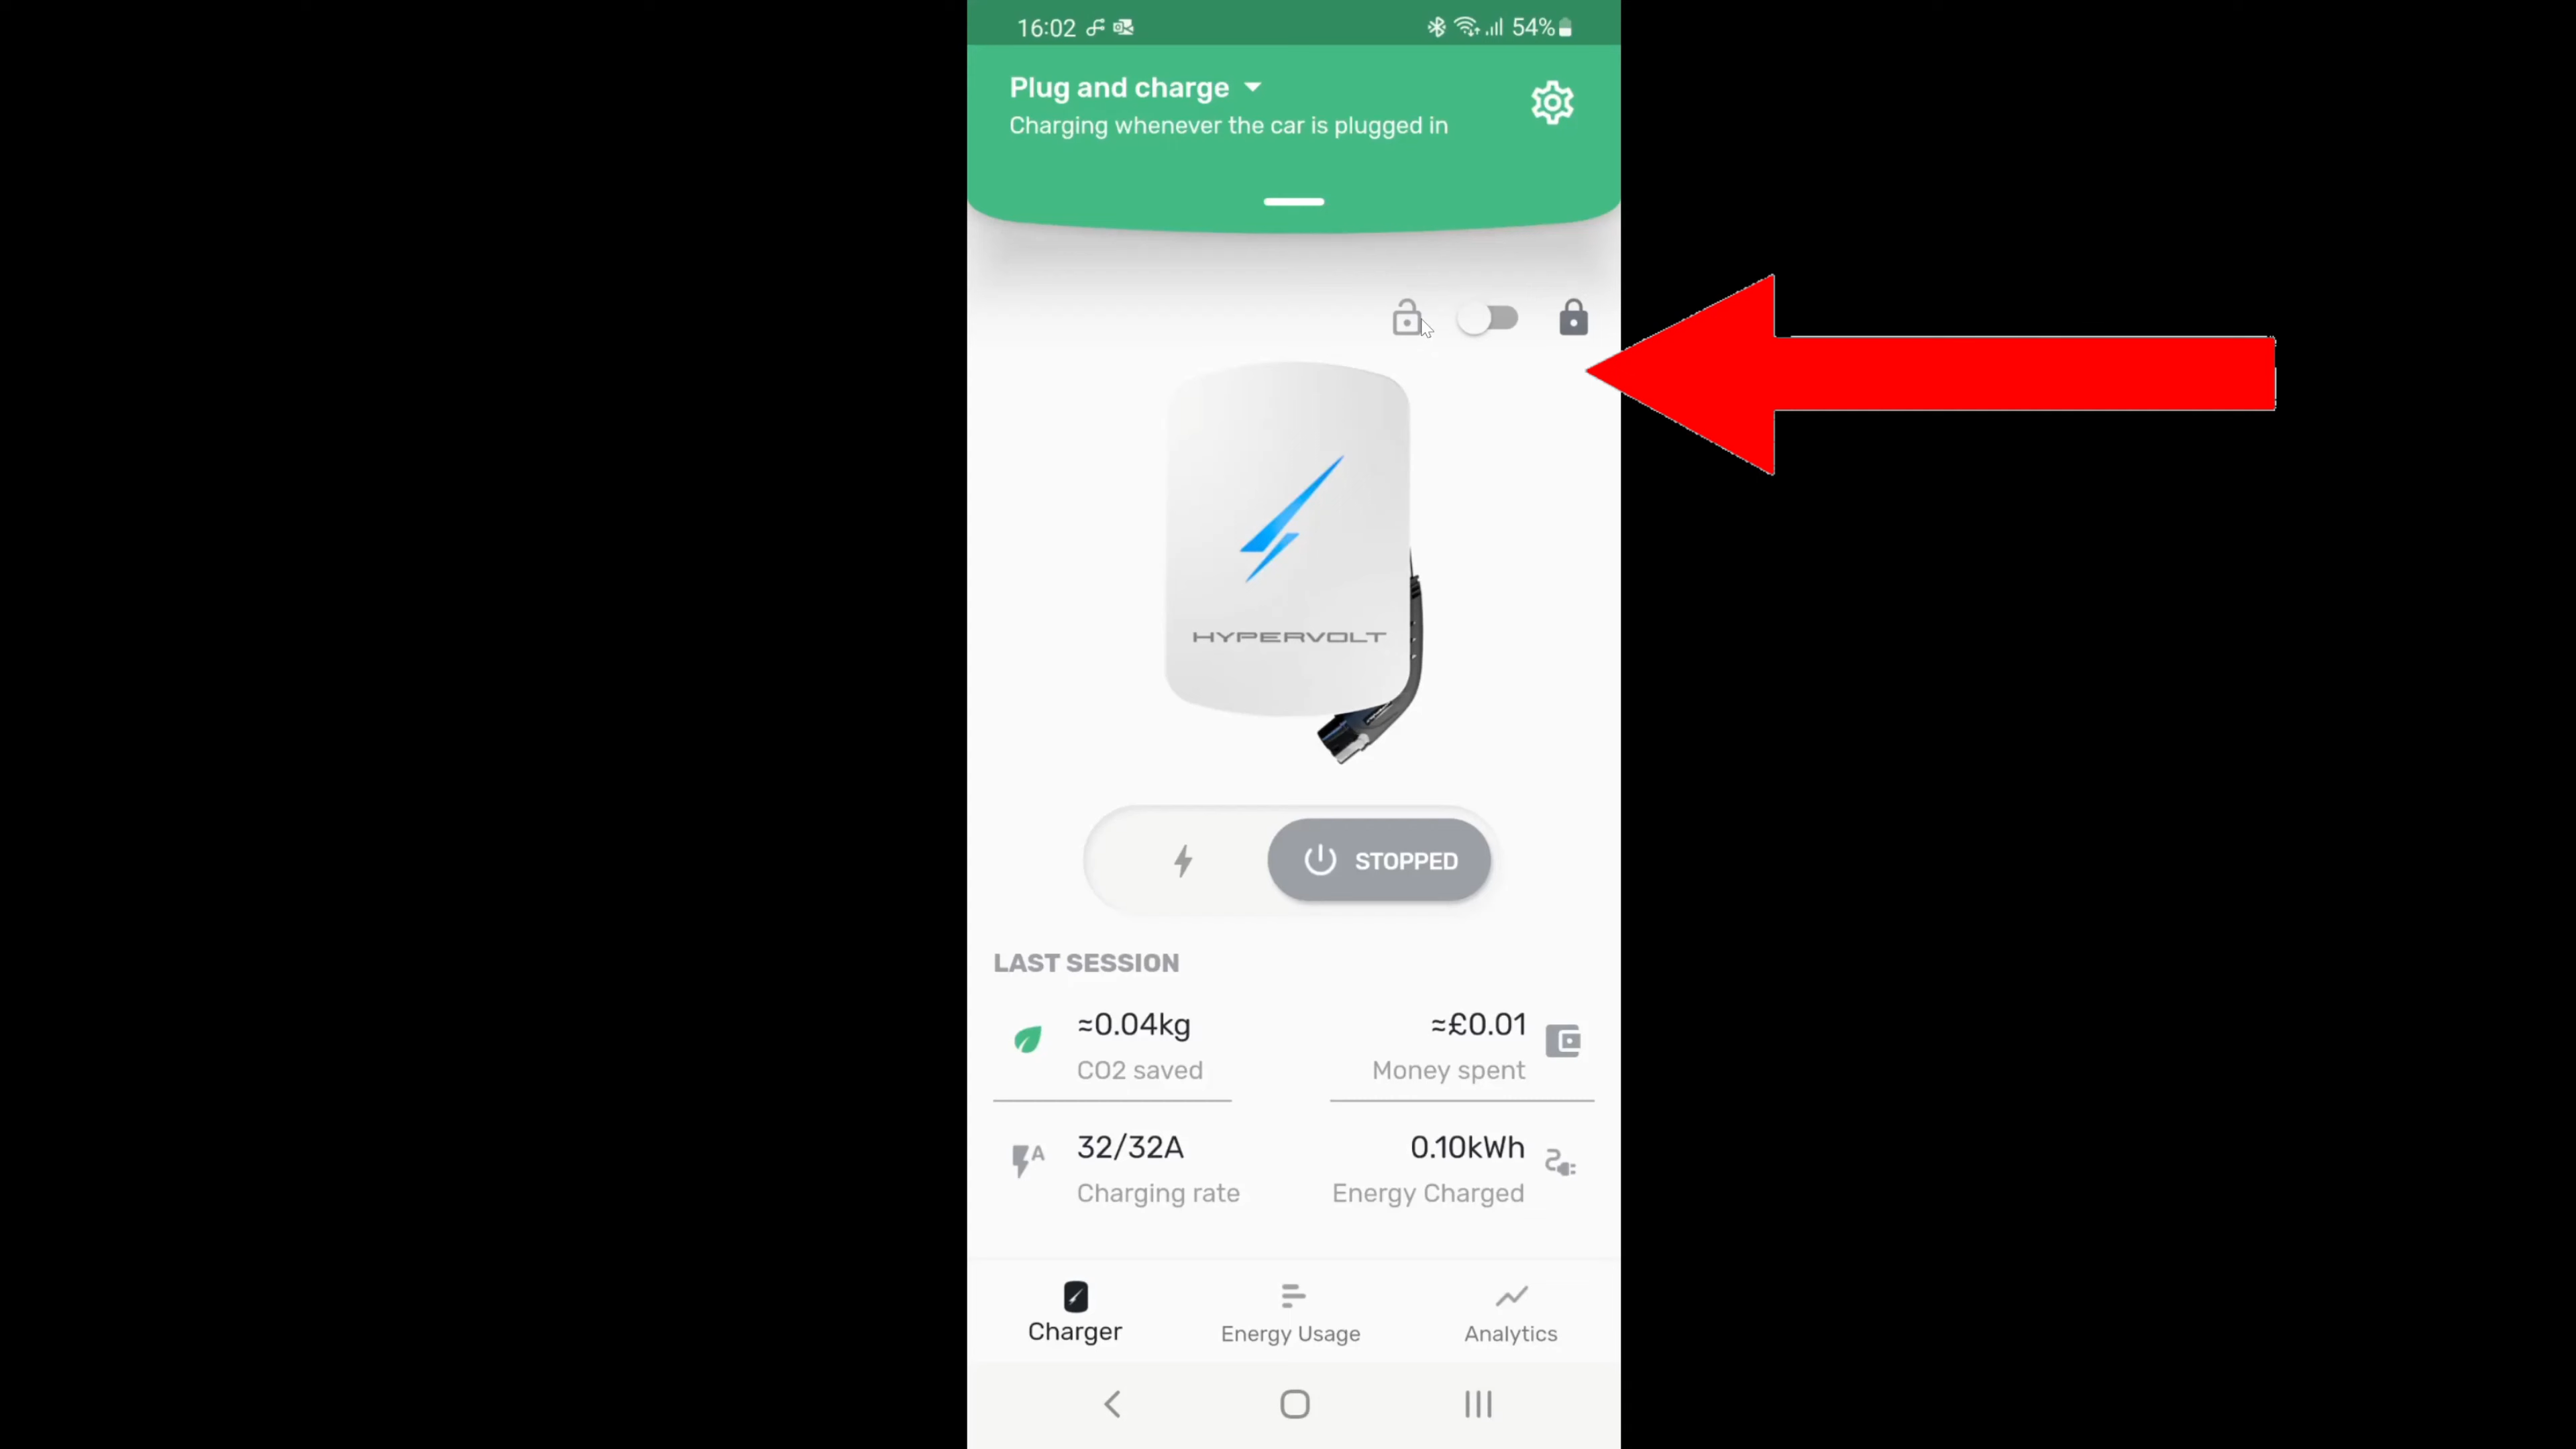 16:02
54%
Plug and charge
Charging whenever the car is plugged in
HYPERVOLT
STOPPED
LAST SESSION
≈0.04kg
CO2 saved
≈£0.01
Money spent
32/32A
Charging rate
0.10kWh
Energy Charged
Charger
Energy Usage
Analytics